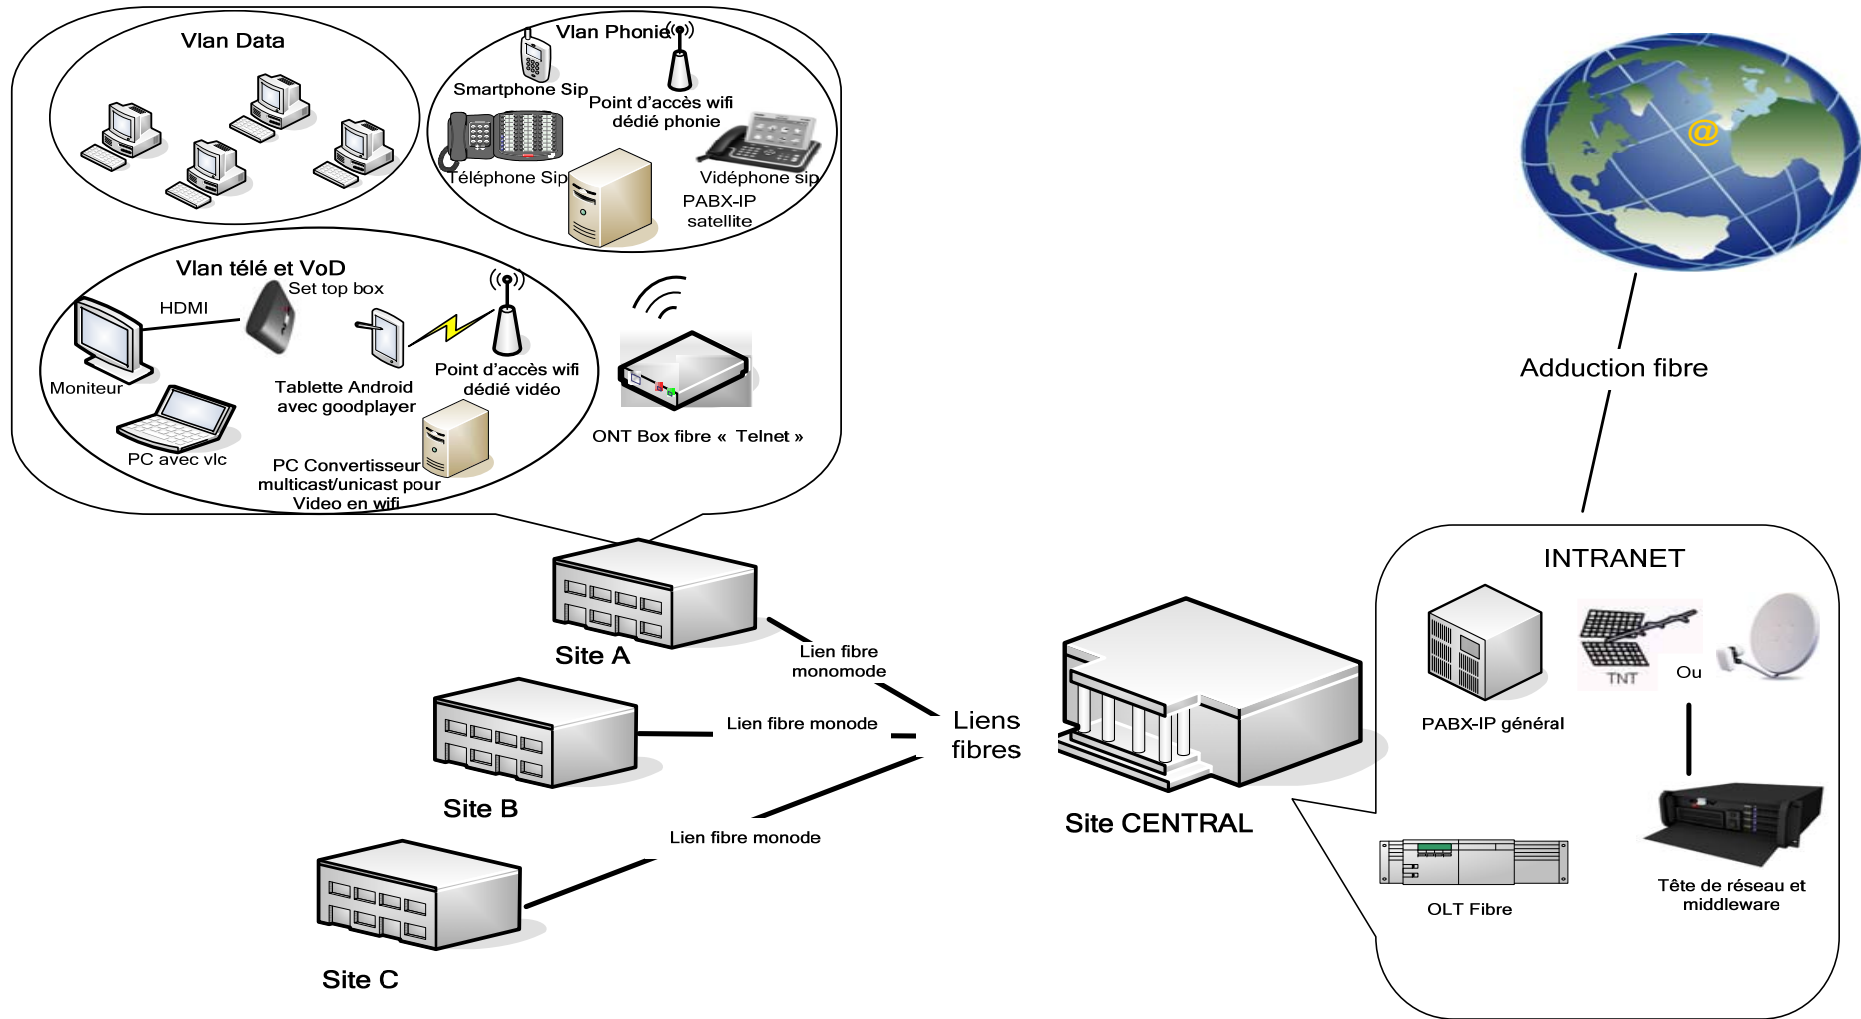 Vlan Data
Vlan Phonie
Smartphone Sip
Point d'accès wifi
dédié phonie
Téléphone Sip
Vidéphone sip
PABX-IP
satellite
Vlan télé et VoD
Set top box
HDMI
Moniteur
Tablette Android
avec goodplayer
Point d'accès wifi
dédié vidéo
PC avec vlc
PC Convertisseur
multicast/unicast pour
Video en wifi
ONT Box fibre « Telnet »
@
Adduction fibre
INTRANET
PABX-IP général
TNT
Ou
OLT Fibre
Tête de réseau et
middleware
Site A
Lien fibre
monomode
Site B
Lien fibre monode
Site C
Lien fibre monode
Liens
fibres
Site CENTRAL